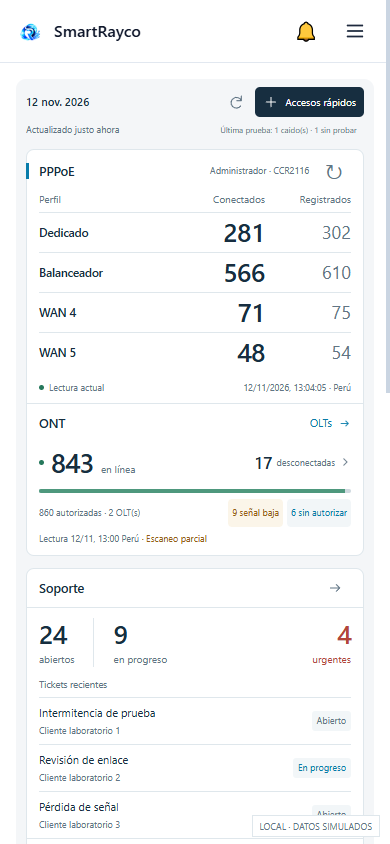 SmartRayco
12 nov. 2026
Accesos rápidos
Actualizado justo ahora
Última prueba: 1 caído(s) · 1 sin probar
PPPoE
Administrador · CCR2116
Perfil Conectados Registrados
Dedicado 281 302
Balanceador 566 610
WAN 4 71 75
WAN 5 48 54
Lectura actual 12/11/2026, 13:04:05 · Perú
ONT OLTs →
843 en línea 17 desconectadas
860 autorizadas · 2 OLT(s) 9 señal baja 6 sin autorizar
Lectura 12/11, 13:00 Perú · Escaneo parcial
Soporte →
24 9 4
abiertos en progreso urgentes
Tickets recientes
Intermitencia de prueba
Cliente laboratorio 1
Abierto
Revisión de enlace
Cliente laboratorio 2
En progreso
Pérdida de señal
Cliente laboratorio 3
Abierto
LOCAL · DATOS SIMULADOS